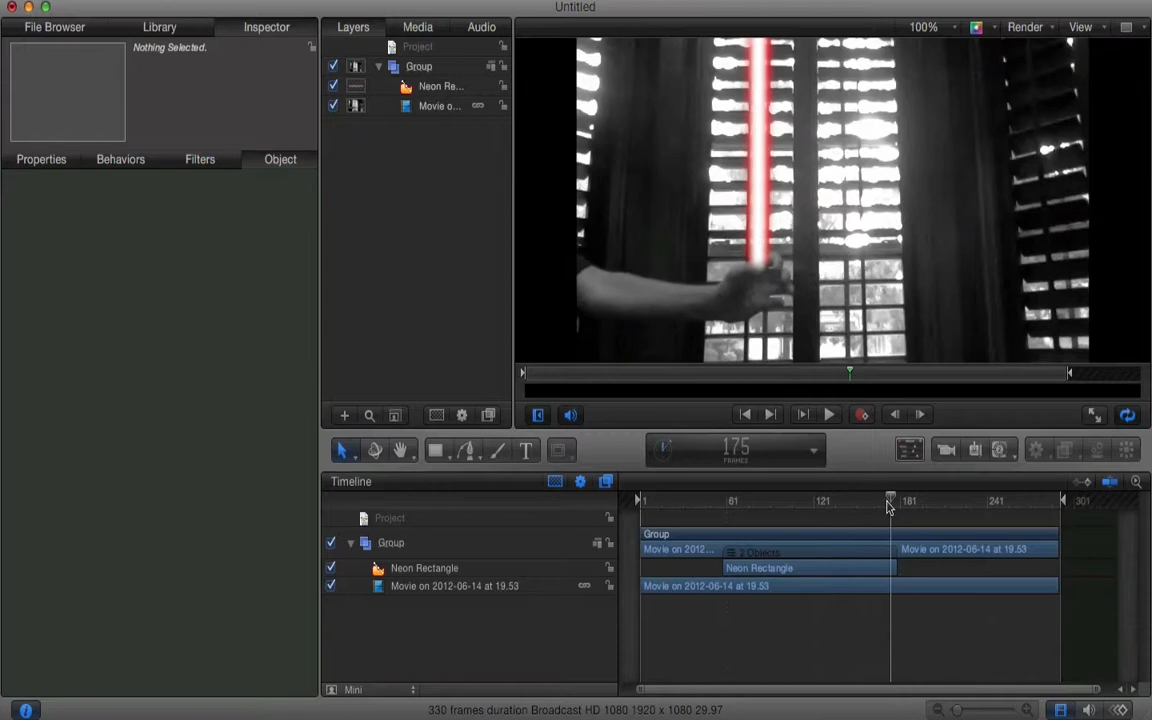 Untitled
File Browser Library Inspector Layers Media Audio 100% Render View
Nothing Selected.
Project
Group
Neon Re...
Movie o...
Properties Behaviors Filters Object
T
175
FRAMES
Timeline
1 61 121 181 241 301
Project
Group
Group
Movie on 2012... 2 Objects Movie on 2012-06-14 at 19.53
Neon Rectangle Neon Rectangle
Movie on 2012-06-14 at 19.53 Movie on 2012-06-14 at 19.53
Mini
330 frames duration Broadcast HD 1080 1920 x 1080 29.97